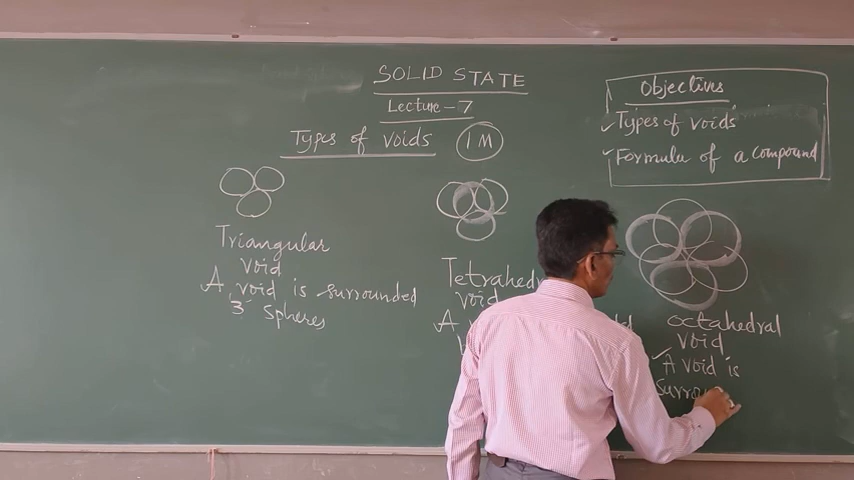 SOLID STATE
Lecture-7
Types of voids 1M
Objectives
✓ Types of voids
✓ Formula of a compound
Triangular
void
A void is surrounded
3 spheres
Tetrahed
void
A
octahedral
void
✓ A void is
Surrou